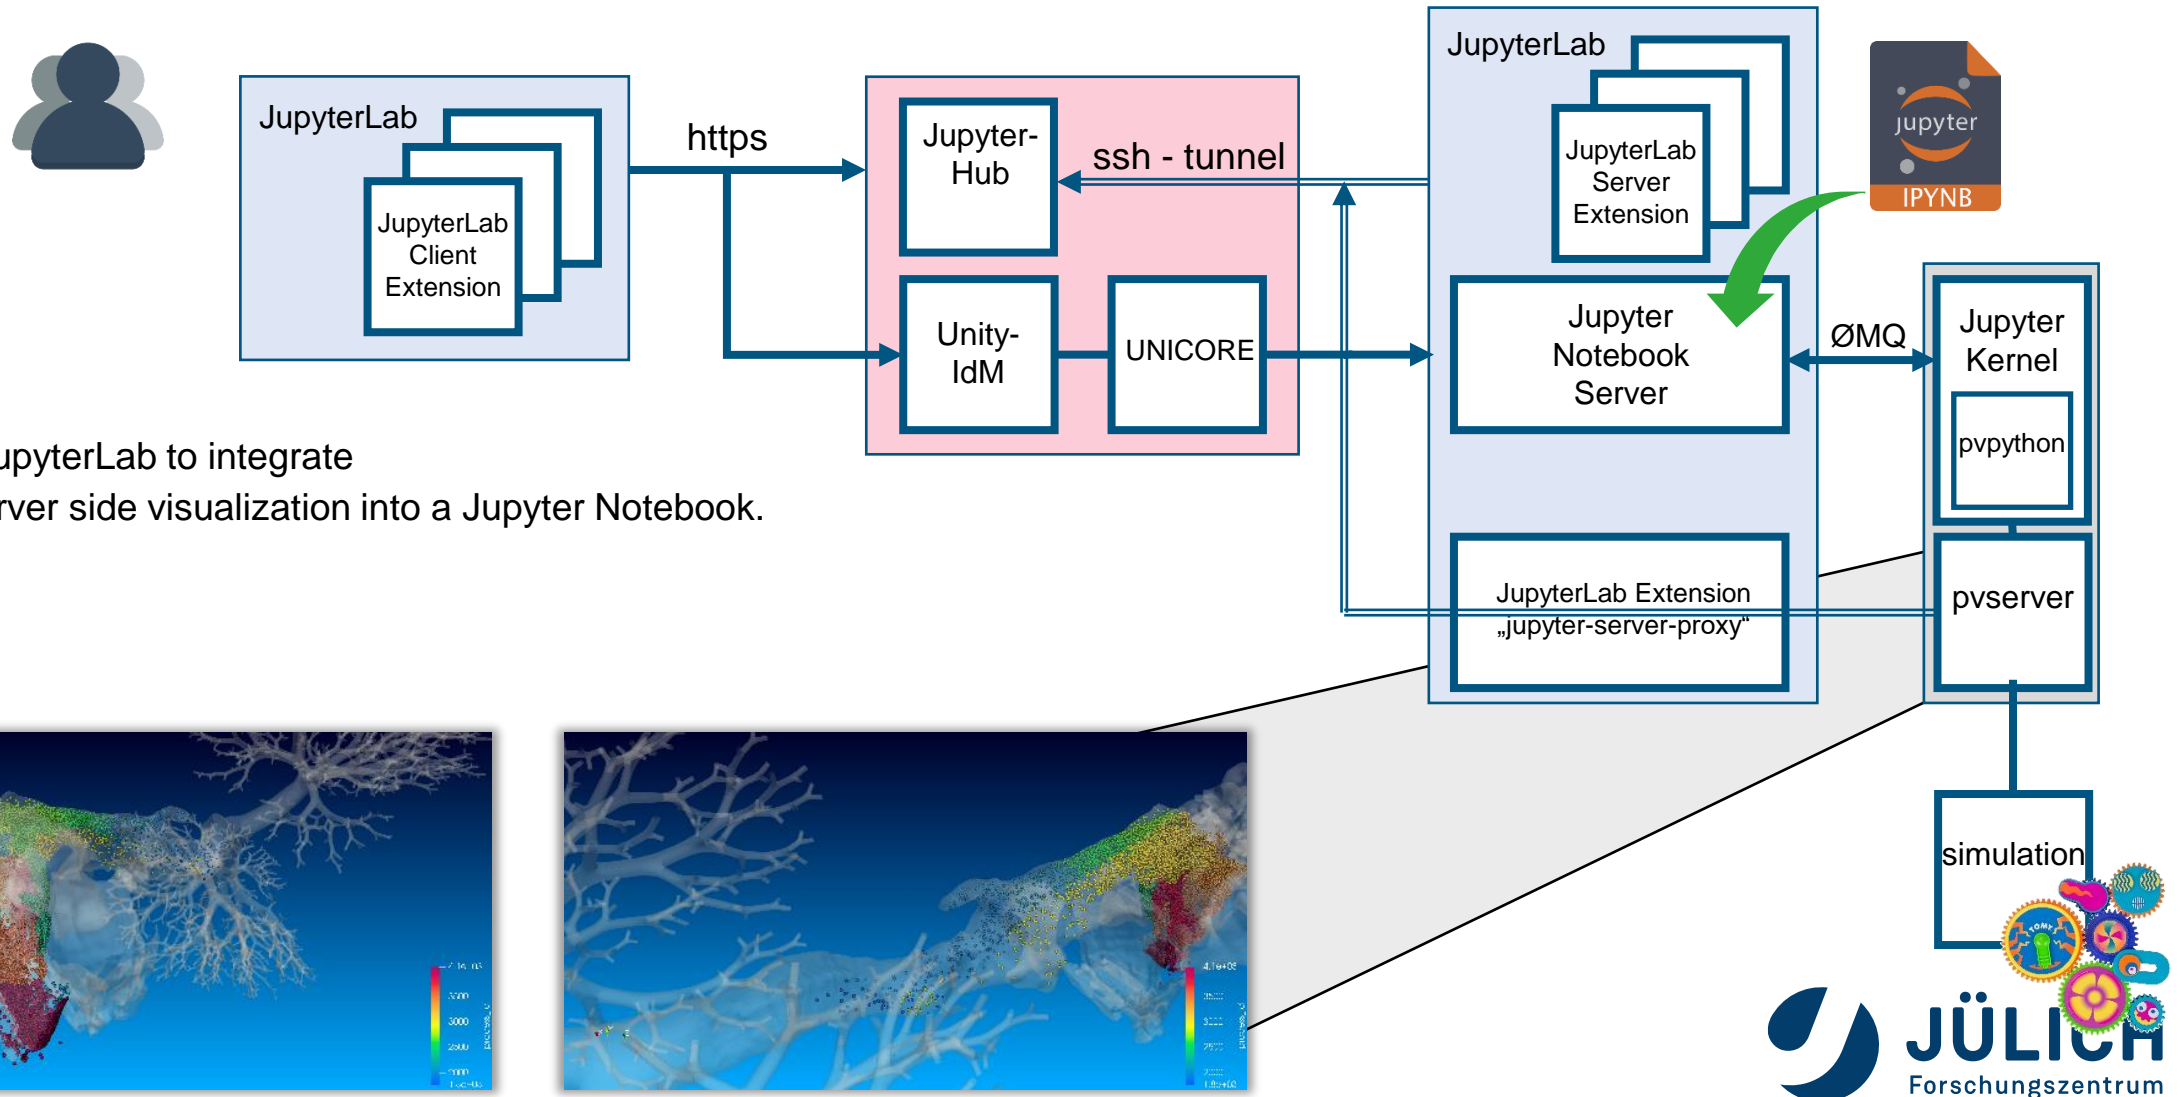 JupyterLab
JupyterLab
Client
Extension
https
Jupyter-
Hub
ssh - tunnel
Unity-
IdM
UNICORE
JupyterLab
JupyterLab
Server
Extension
jupyter
IPYNB
Jupyter
Notebook
Server
ØMQ
Jupyter
Kernel
pvpython
JupyterLab Extension
„jupyter-server-proxy“
pvserver
simulation
upyterLab to integrate
rver side visualization into a Jupyter Notebook.
3000
TOMY
JÜLICH
Forschungszentrum